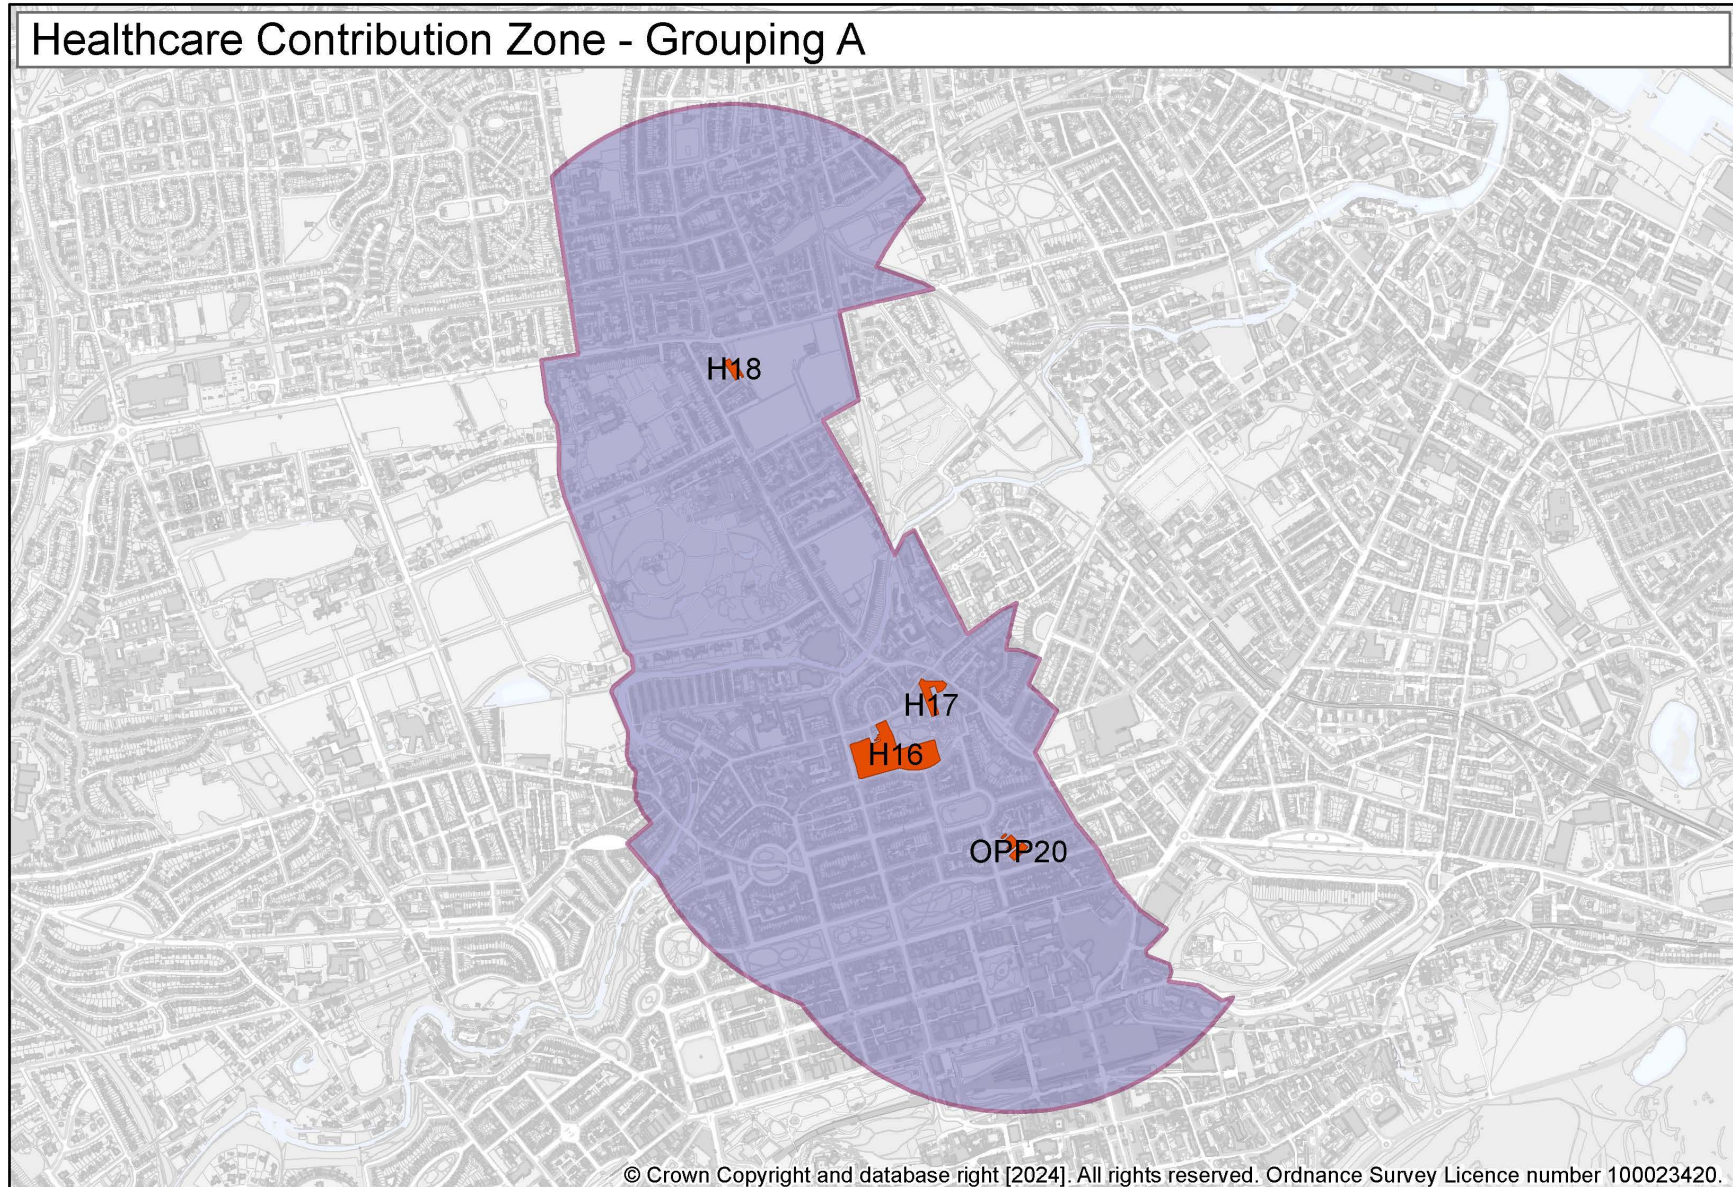 Healthcare Contribution Zone - Grouping A
H18
H17
H16
OPP20
© Crown Copyright and database right [2024]. All rights reserved. Ordnance Survey Licence number 100023420.